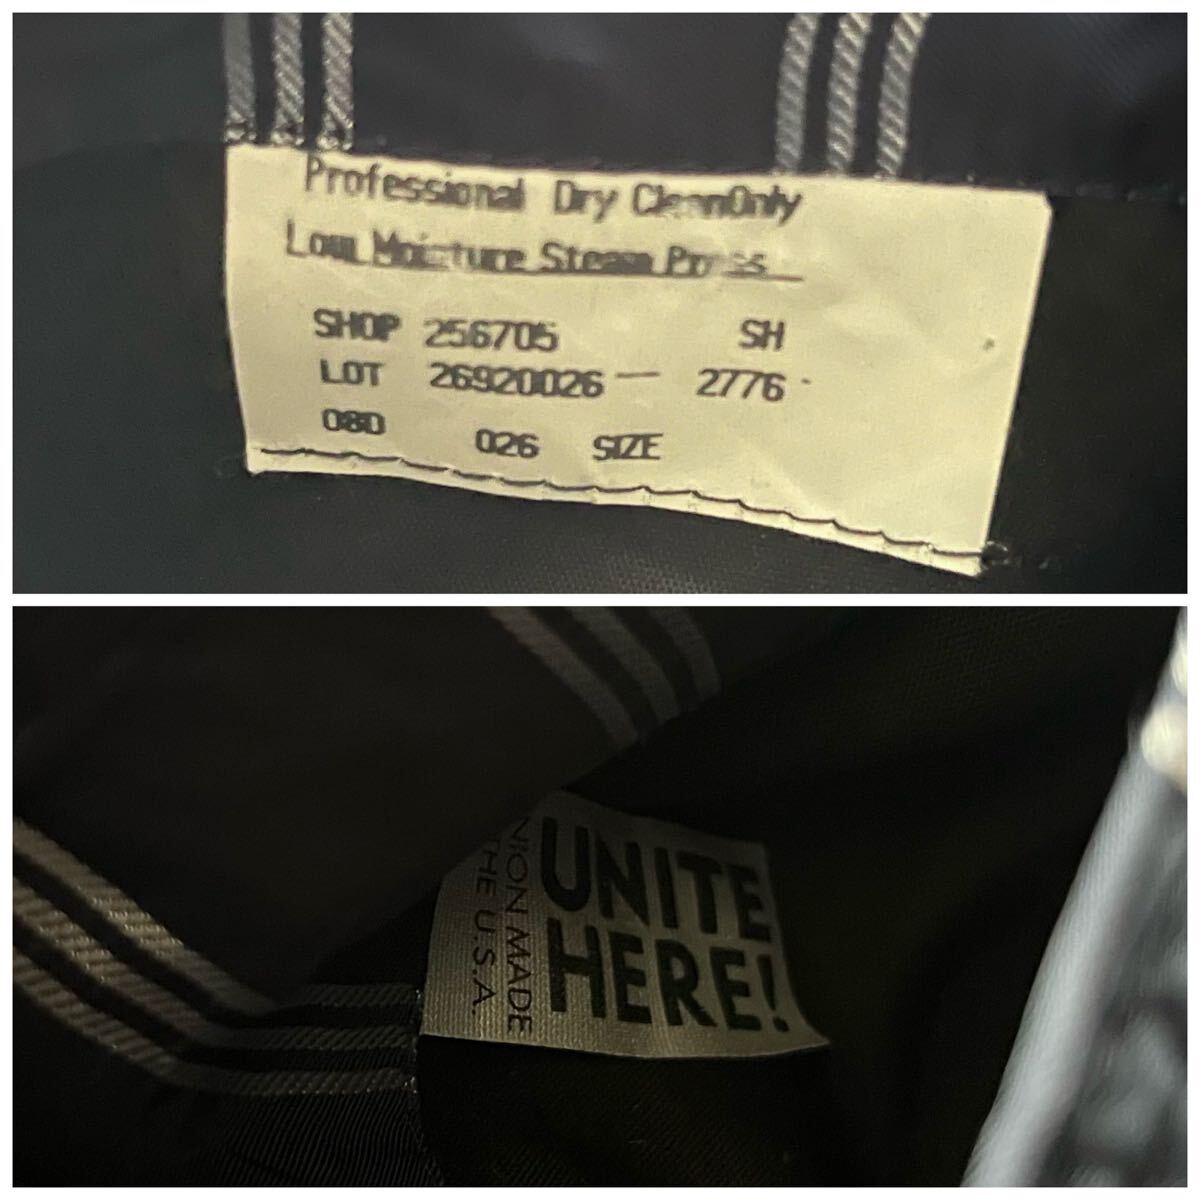 Professional Dry CleanOnly
Low Moisture Steam Press
SHOP 256705 SH
LOT 26920026 — 2776
080 026 SIZE
UNITE
HERE!
NION MADE
THE U.S.A.